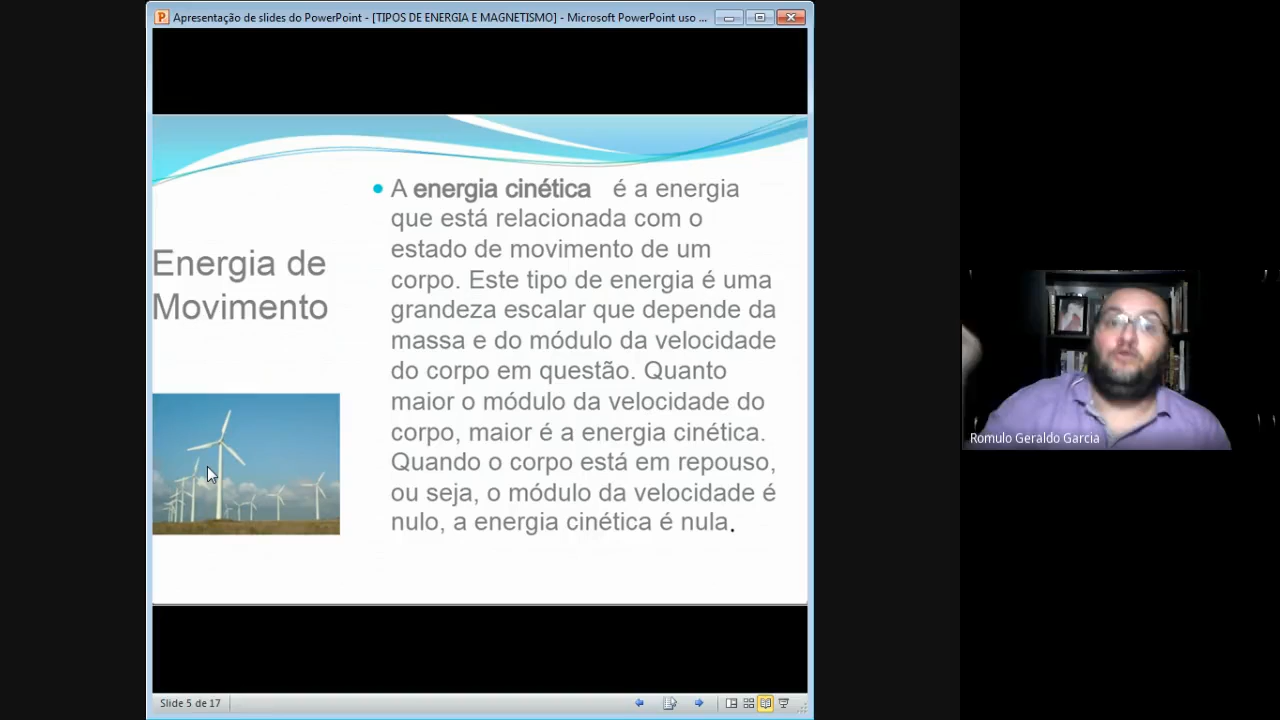 Apresentação de slides do PowerPoint - [TIPOS DE ENERGIA E MAGNETISMO] - Microsoft PowerPoint uso ...
Energia de
Movimento
A energia cinética é a energia
que está relacionada com o
estado de movimento de um
corpo. Este tipo de energia é uma
grandeza escalar que depende da
massa e do módulo da velocidade
do corpo em questão. Quanto
maior o módulo da velocidade do
corpo, maior é a energia cinética.
Quando o corpo está em repouso,
ou seja, o módulo da velocidade é
nulo, a energia cinética é nula.
Romulo Geraldo Garcia
Slide 5 de 17